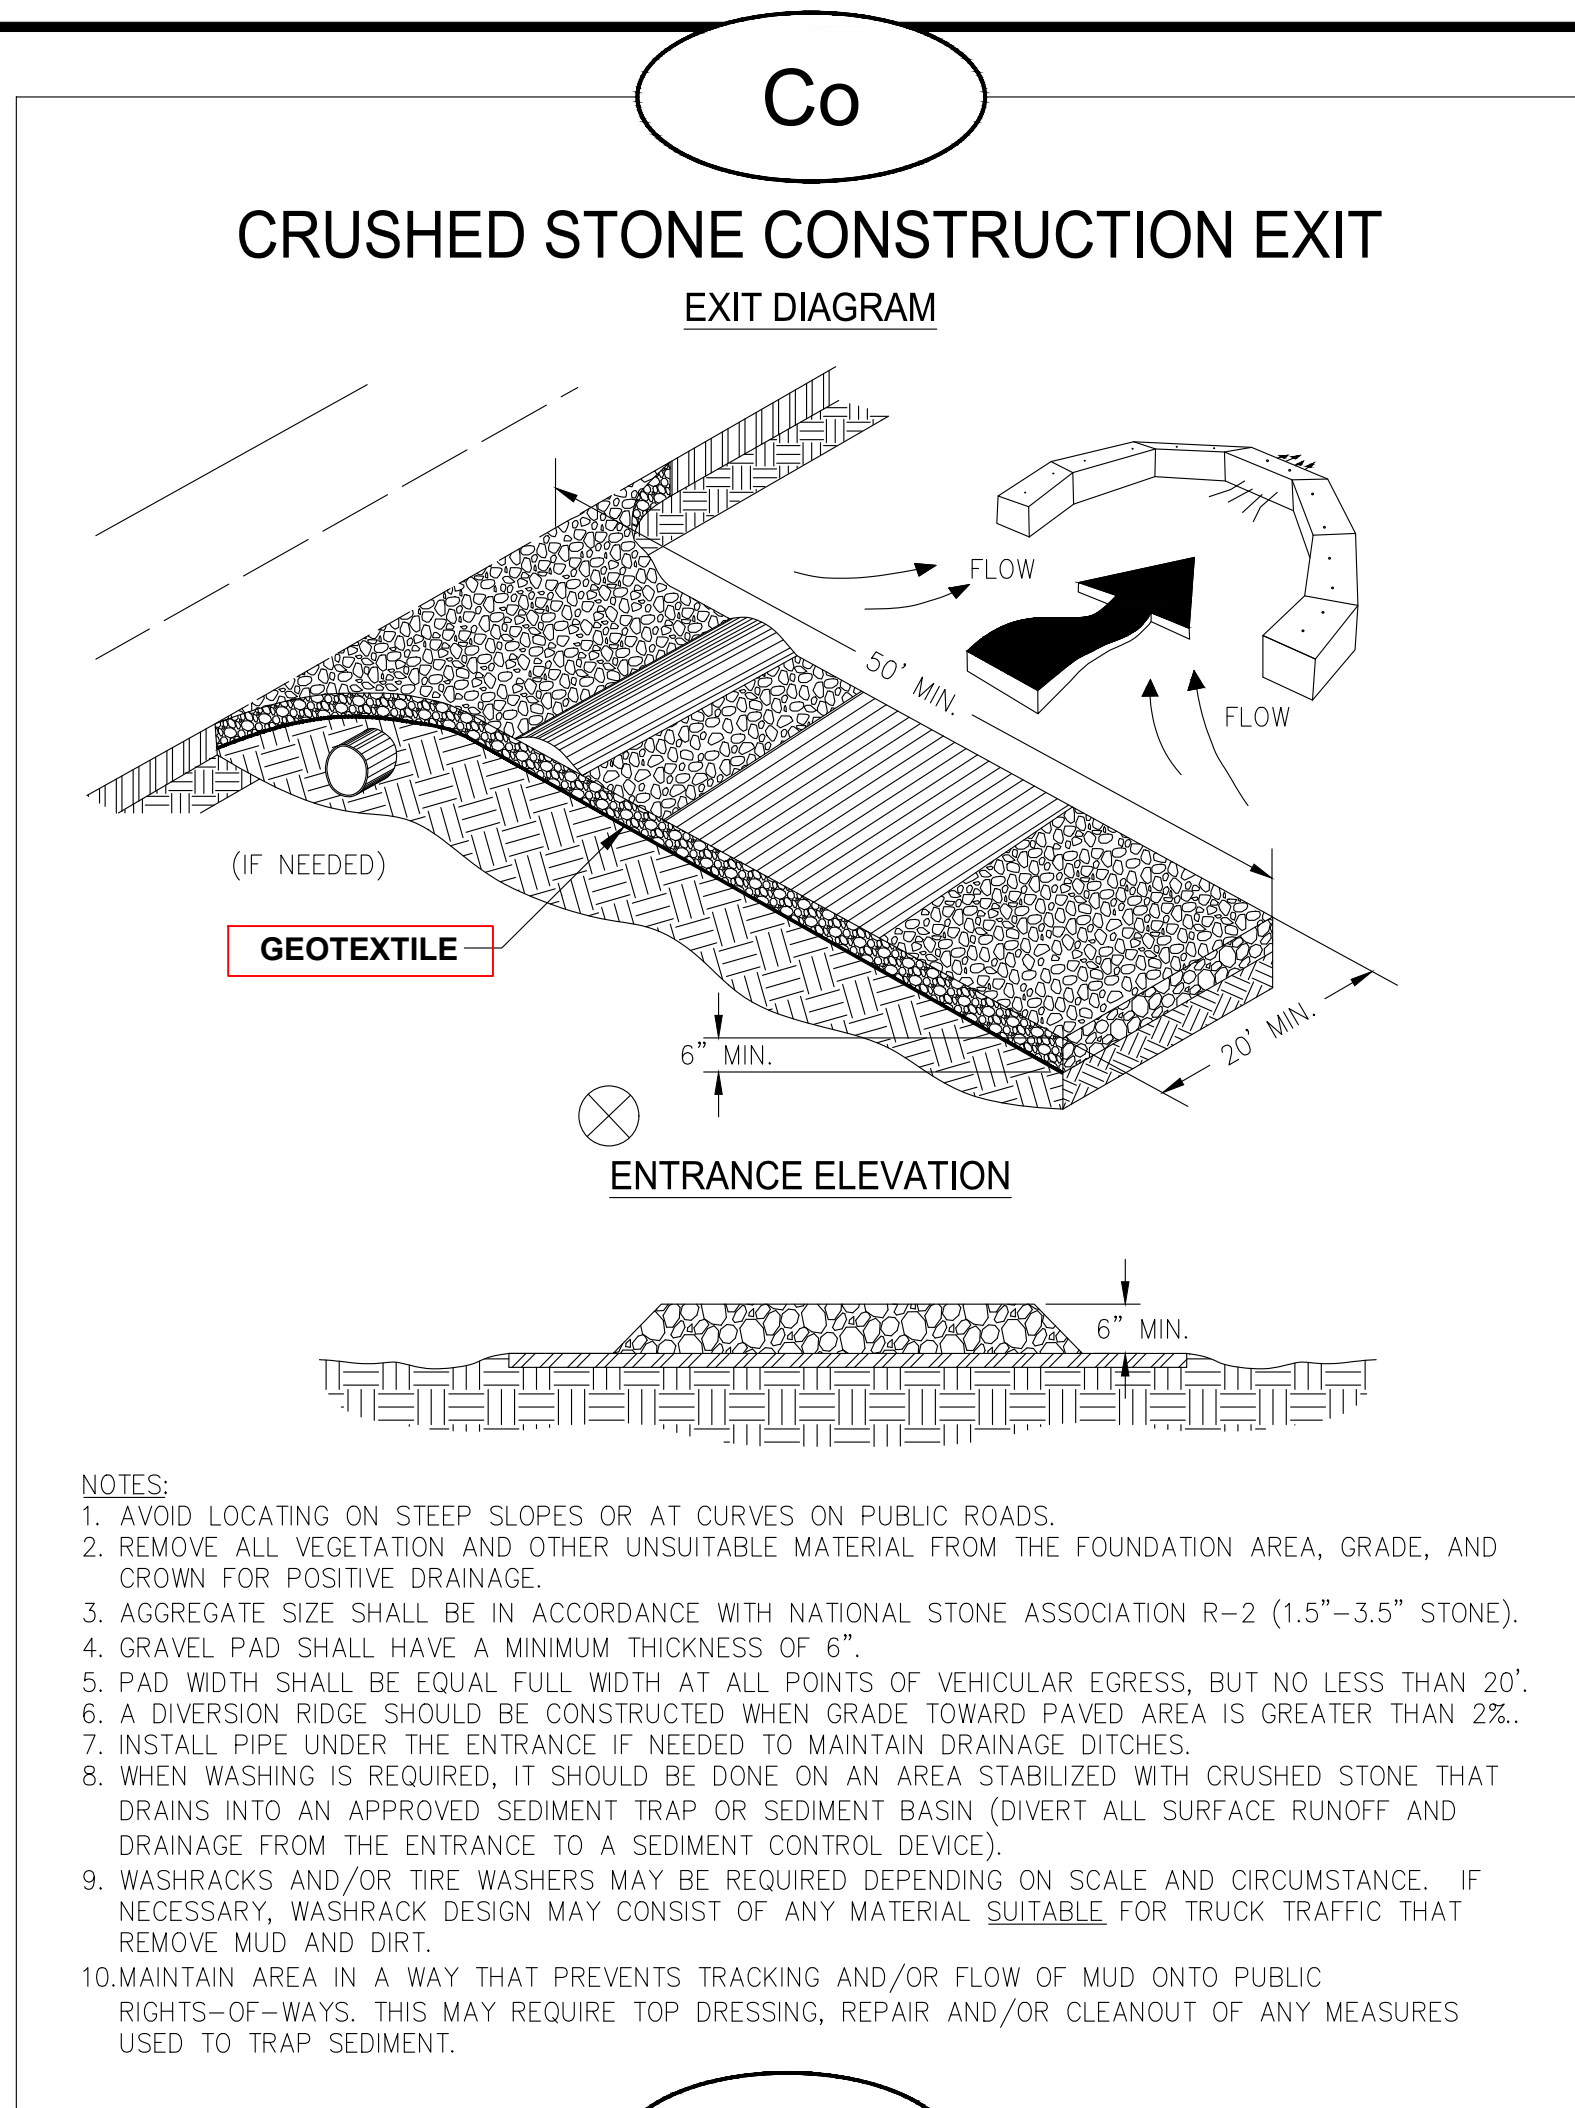 Co
CRUSHED STONE CONSTRUCTION EXIT
EXIT DIAGRAM
FLOW
50' MIN.
FLOW
(IF NEEDED)
GEOTEXTILE
6" MIN.
20' MIN.
ENTRANCE ELEVATION
6" MIN.
NOTES:
1. AVOID LOCATING ON STEEP SLOPES OR AT CURVES ON PUBLIC ROADS.
2. REMOVE ALL VEGETATION AND OTHER UNSUITABLE MATERIAL FROM THE FOUNDATION AREA, GRADE, AND
CROWN FOR POSITIVE DRAINAGE.
3. AGGREGATE SIZE SHALL BE IN ACCORDANCE WITH NATIONAL STONE ASSOCIATION R-2 (1.5"-3.5" STONE).
4. GRAVEL PAD SHALL HAVE A MINIMUM THICKNESS OF 6".
5. PAD WIDTH SHALL BE EQUAL FULL WIDTH AT ALL POINTS OF VEHICULAR EGRESS, BUT NO LESS THAN 20'.
6. A DIVERSION RIDGE SHOULD BE CONSTRUCTED WHEN GRADE TOWARD PAVED AREA IS GREATER THAN 2%..
7. INSTALL PIPE UNDER THE ENTRANCE IF NEEDED TO MAINTAIN DRAINAGE DITCHES.
8. WHEN WASHING IS REQUIRED, IT SHOULD BE DONE ON AN AREA STABILIZED WITH CRUSHED STONE THAT
DRAINS INTO AN APPROVED SEDIMENT TRAP OR SEDIMENT BASIN (DIVERT ALL SURFACE RUNOFF AND
DRAINAGE FROM THE ENTRANCE TO A SEDIMENT CONTROL DEVICE).
9. WASHRACKS AND/OR TIRE WASHERS MAY BE REQUIRED DEPENDING ON SCALE AND CIRCUMSTANCE. IF
NECESSARY, WASHRACK DESIGN MAY CONSIST OF ANY MATERIAL SUITABLE FOR TRUCK TRAFFIC THAT
REMOVE MUD AND DIRT.
10.MAINTAIN AREA IN A WAY THAT PREVENTS TRACKING AND/OR FLOW OF MUD ONTO PUBLIC
RIGHTS-OF-WAYS. THIS MAY REQUIRE TOP DRESSING, REPAIR AND/OR CLEANOUT OF ANY MEASURES
USED TO TRAP SEDIMENT.